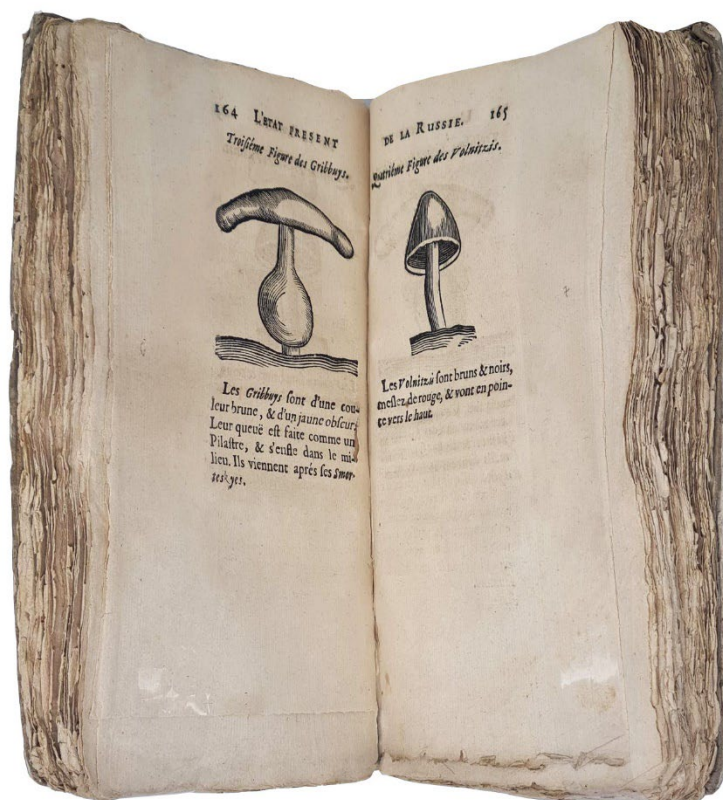 164 L'ETAT PRESENT
Troisiéme Figure des Gribbuys.
Les Gribbuys sont d'une cou-
leur brune, & d'un jaune obscur;
Leur queuë est faite comme un
Pilastre, & s'enfle dans le mi-
lieu. Ils viennent aprés ses Smor-
teskyes.
DE LA RUSSIE. 165
Quatriéme Figure des Volnitzis.
Les Volnitzis sont bruns & noirs,
meslez de rouge, & vont en poin-
te vers le haut.